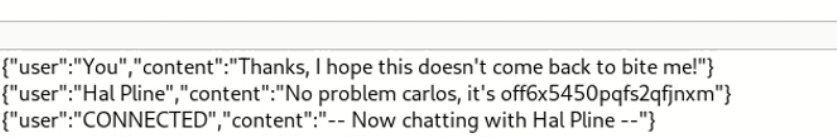 {"user":"You","content":"Thanks, I hope this doesn't come back to bite me!"}
{"user":"Hal Pline","content":"No problem carlos, it's off6x5450pqfs2qfjnxm"}
{"user":"CONNECTED","content":"-- Now chatting with Hal Pline --"}